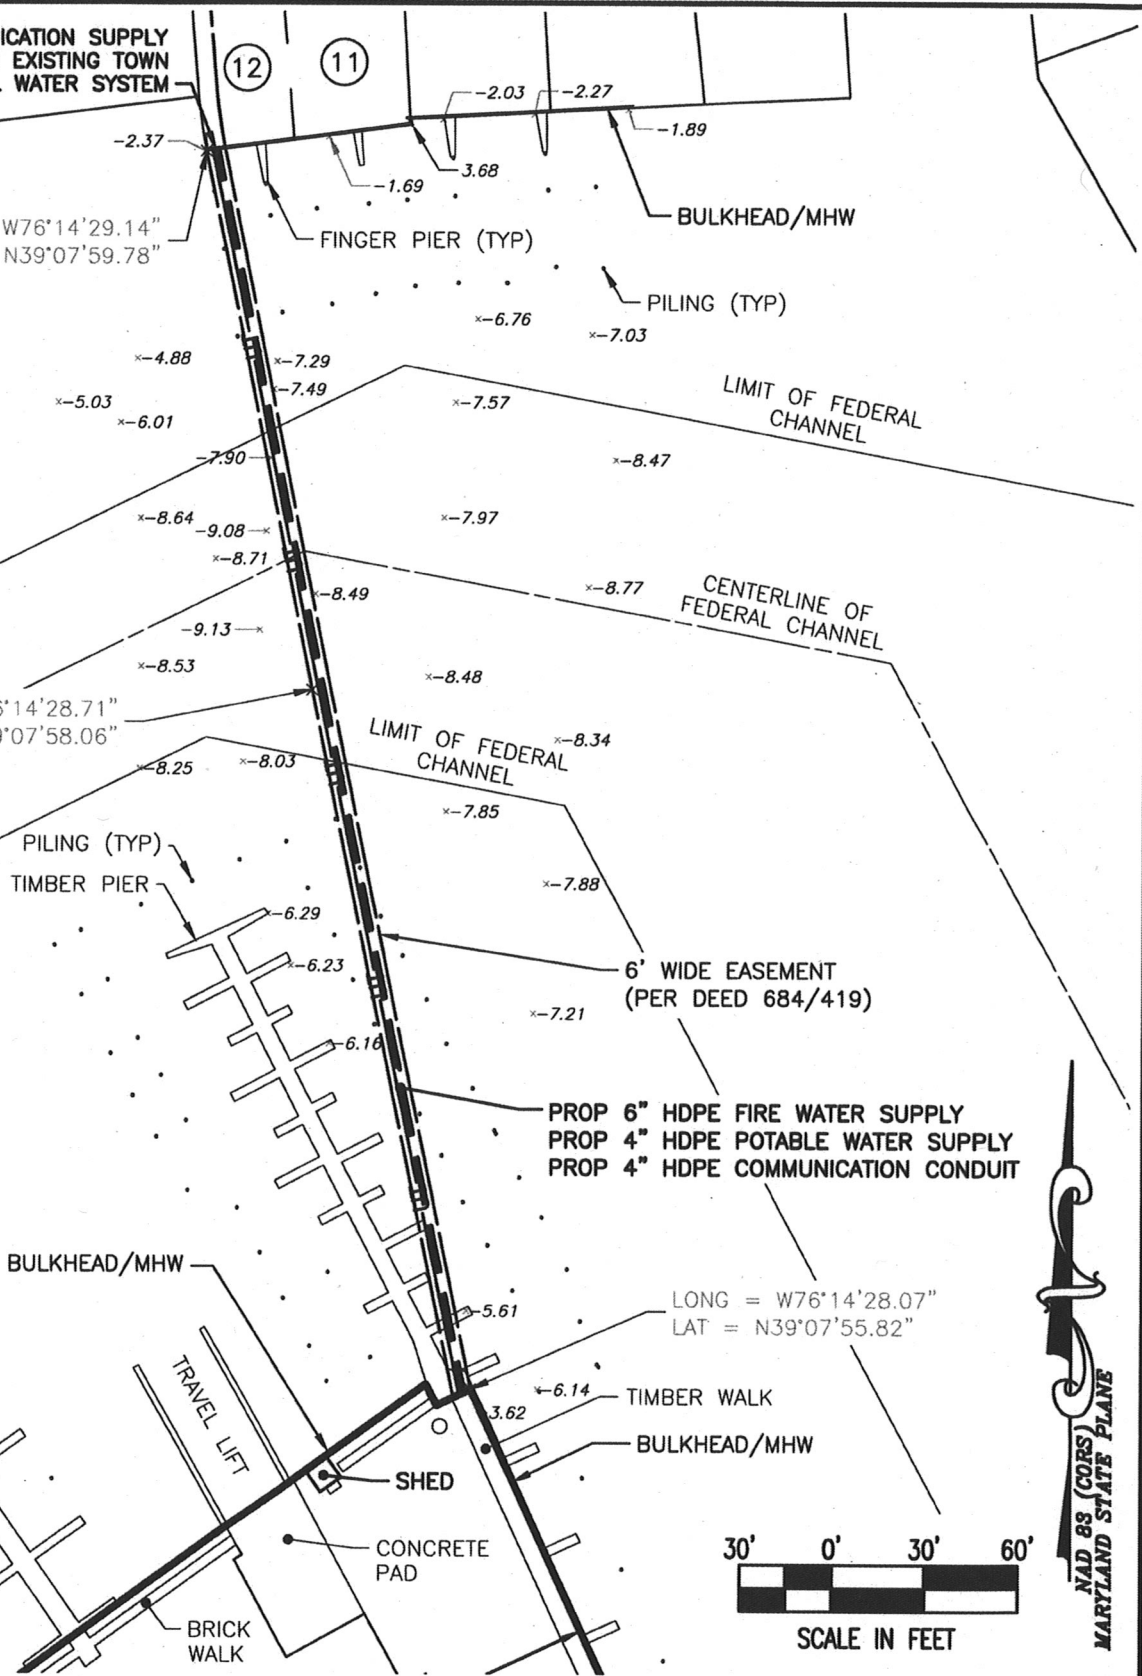 ICATION SUPPLY
EXISTING TOWN
WATER SYSTEM
12
11
-2.03
-2.27
-1.89
-2.37
3.68
-1.69
BULKHEAD/MHW
W76°14'29.14"
N39°07'59.78"
FINGER PIER (TYP)
PILING (TYP)
-6.76
-7.03
-4.88
-7.29
-7.49
-5.03
-6.01
-7.57
LIMIT OF FEDERAL
CHANNEL
-7.90
-8.47
-8.64
-9.08
-7.97
-8.71
-8.49
-8.77
CENTERLINE OF
FEDERAL CHANNEL
-9.13
-8.53
-8.48
6°14'28.71"
9°07'58.06"
LIMIT OF FEDERAL
CHANNEL
-8.34
-8.25
-8.03
-7.85
PILING (TYP)
TIMBER PIER
-7.88
-6.29
-6.23
6' WIDE EASEMENT
(PER DEED 684/419)
-7.21
-6.16
PROP 6" HDPE FIRE WATER SUPPLY
PROP 4" HDPE POTABLE WATER SUPPLY
PROP 4" HDPE COMMUNICATION CONDUIT
BULKHEAD/MHW
LONG = W76°14'28.07"
LAT = N39°07'55.82"
-5.61
TRAVEL LIFT
-6.14
TIMBER WALK
3.62
BULKHEAD/MHW
SHED
CONCRETE
PAD
BRICK
WALK
30' 0' 30' 60'
SCALE IN FEET
NAD 83 (CORS)
MARYLAND STATE PLANE